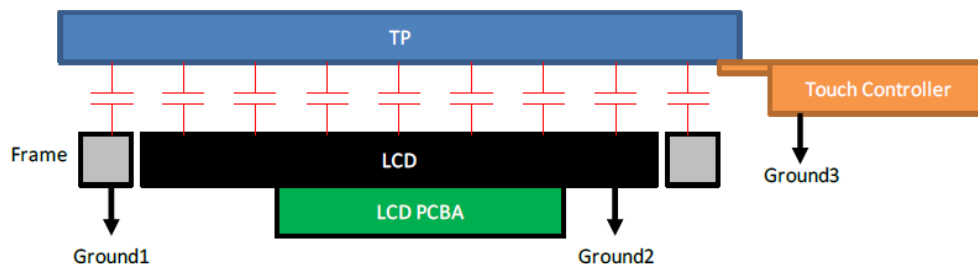 TP
Touch Controller
Frame
LCD
Ground3
LCD PCBA
Ground1
Ground2